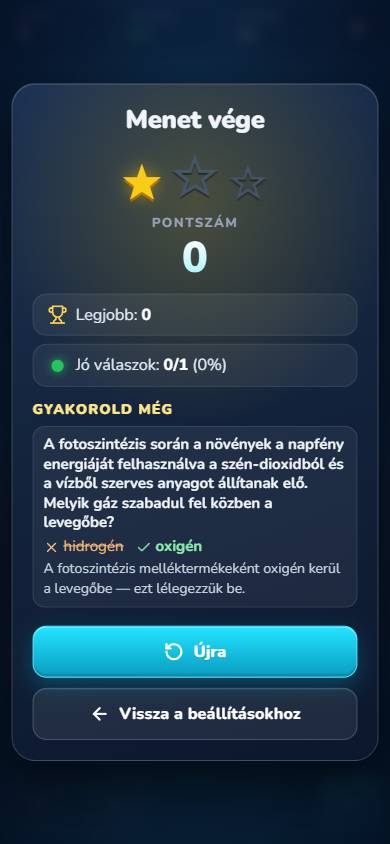 Menet vége
PONTSZÁM
0
Legjobb: 0
Jó válaszok: 0/1 (0%)
GYAKOROLD MÉG
A fotoszintézis során a növények a napfény
energiáját felhasználva a szén-dioxidból és
a vízből szerves anyagot állítanak elő.
Melyik gáz szabadul fel közben a
levegőbe?
hidrogén oxigén
A fotoszintézis melléktermékeként oxigén kerül
a levegőbe — ezt lélegezzük be.
Újra
Vissza a beállításokhoz